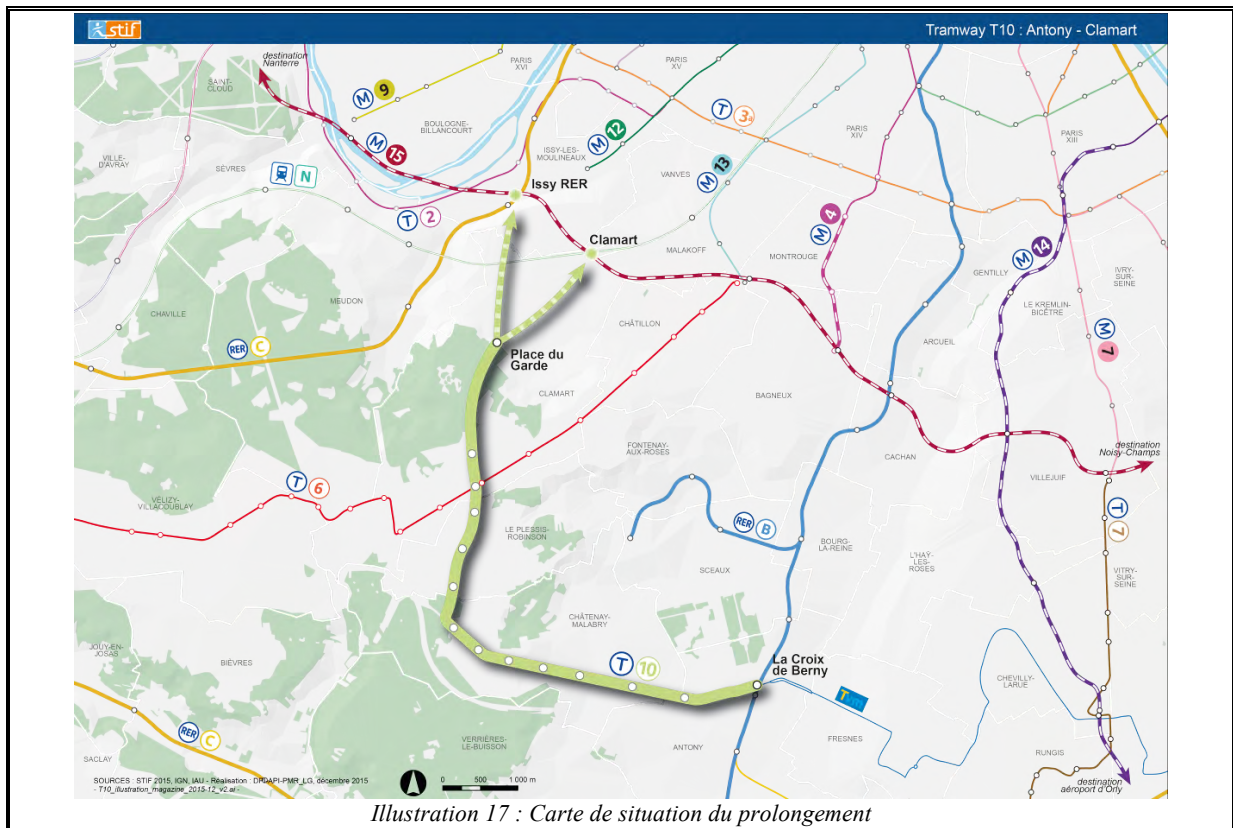 stif
Tramway T10 : Antony - Clamart
destination
Nanterre
SAINT-
CLOUD
PARIS
XVI
M 9
BOULOGNE-
BILLANCOURT
PARIS
XV
M 12
T 3a
PARIS
XIV
PARIS
XIII
VILLE-
D'AVRAY
SÈVRES
M 15
ISSY-LES-
MOULINEAUX
VANVES
M 13
N
Issy RER
T 2
Clamart
MALAKOFF
MONTROUGE
M 4
GENTILLY
M 14
IVRY-
SUR-
SEINE
LE KREMLIN-
BICÊTRE
MEUDON
CHAVILLE
CHÂTILLON
ARCUEIL
M 7
RER C
Place du
Garde
CLAMART
BAGNEUX
FONTENAY-
AUX-ROSES
CACHAN
destination
Noisy-Champs
VILLEJUIF
T 6
VÉLIZY-
VILLACOUBLAY
LE PLESSIS-
ROBINSON
RER B
BOURG-
LA-REINE
L'HAŸ-
LES-
ROSES
T 7
VITRY-
SUR-
SEINE
SCEAUX
CHÂTENAY-
MALABRY
JOUY-EN-
JOSAS
BIÈVRES
T 10
La Croix
de Berny
Tvm
CHEVILLY-
LARUE
RER C
VERRIÈRES-
LE-BUISSON
ANTONY
FRESNES
SACLAY
RUNGIS
destination
aéroport d'Orly
SOURCES : STIF 2015, IGN, IAU - Réalisation : DPDAPI-PMR_LG, décembre 2015
- T10_illustration_magazine_2015-12_v2.ai -
0 500 1 000 m
Illustration 17 : Carte de situation du prolongement